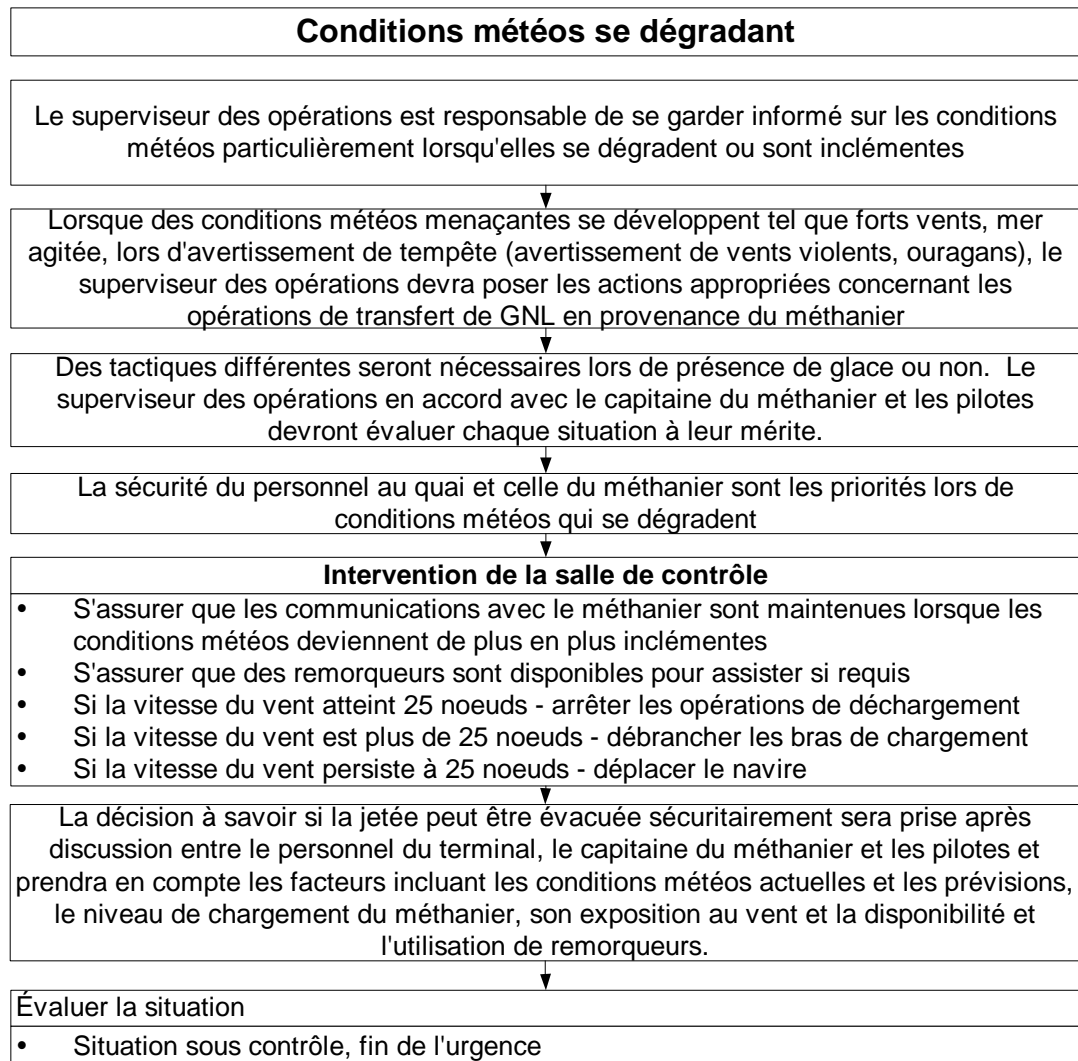 Conditions météos se dégradant
Le superviseur des opérations est responsable de se garder informé sur les conditions
météos particulièrement lorsqu'elles se dégradent ou sont inclémentes
Lorsque des conditions météos menaçantes se développent tel que forts vents, mer
agitée, lors d'avertissement de tempête (avertissement de vents violents, ouragans), le
superviseur des opérations devra poser les actions appropriées concernant les
opérations de transfert de GNL en provenance du méthanier
Des tactiques différentes seront nécessaires lors de présence de glace ou non.  Le
superviseur des opérations en accord avec le capitaine du méthanier et les pilotes
devront évaluer chaque situation à leur mérite.
La sécurité du personnel au quai et celle du méthanier sont les priorités lors de
conditions météos qui se dégradent
Intervention de la salle de contrôle
• S'assurer que les communications avec le méthanier sont maintenues lorsque les
conditions météos deviennent de plus en plus inclémentes
• S'assurer que des remorqueurs sont disponibles pour assister si requis
• Si la vitesse du vent atteint 25 noeuds - arrêter les opérations de déchargement
• Si la vitesse du vent est plus de 25 noeuds - débrancher les bras de chargement
• Si la vitesse du vent persiste à 25 noeuds - déplacer le navire
La décision à savoir si la jetée peut être évacuée sécuritairement sera prise après
discussion entre le personnel du terminal, le capitaine du méthanier et les pilotes et
prendra en compte les facteurs incluant les conditions météos actuelles et les prévisions,
le niveau de chargement du méthanier, son exposition au vent et la disponibilité et
l'utilisation de remorqueurs.
Évaluer la situation
• Situation sous contrôle, fin de l'urgence